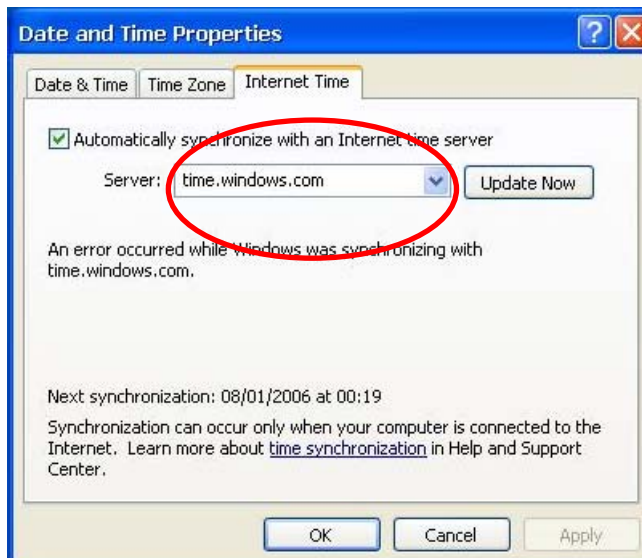 Date and Time Properties
Date & Time Time Zone Internet Time
Automatically synchronize with an Internet time server
Server: time.windows.com Update Now
An error occurred while Windows was synchronizing with
time.windows.com.
Next synchronization: 08/01/2006 at 00:19
Synchronization can occur only when your computer is connected to the
Internet. Learn more about time synchronization in Help and Support
Center.
OK Cancel Apply